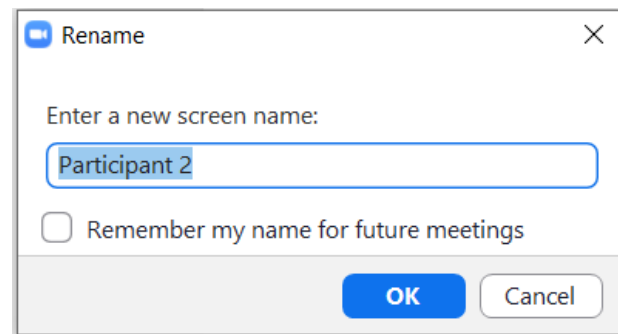 Rename
Enter a new screen name:
Participant 2
Remember my name for future meetings
OK Cancel